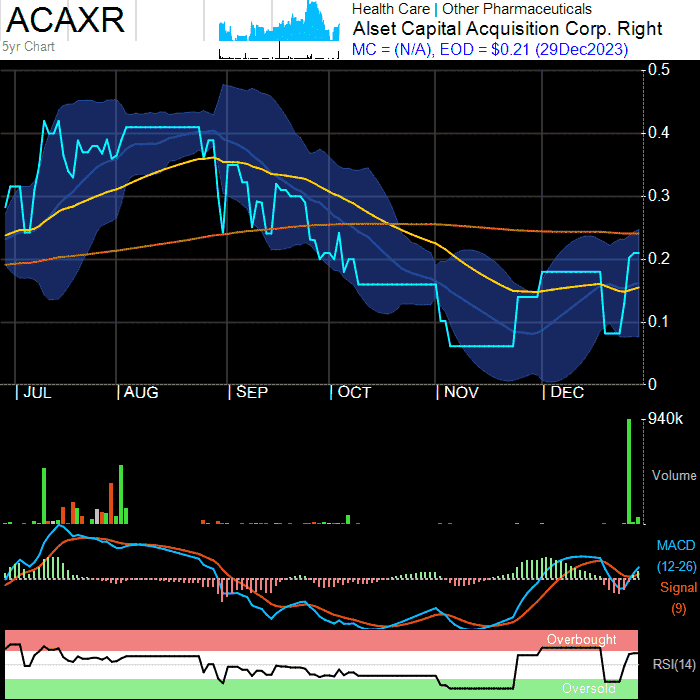 ACAXR
5yr Chart
Health Care | Other Pharmaceuticals
Alset Capital Acquisition Corp. Right
MC = (N/A), EOD = $0.21 (29Dec2023)
0.5
0.4
0.3
0.2
0.1
0
JUL AUG SEP OCT NOV DEC
940k
Volume
MACD
(12-26)
Signal
(9)
Overbought
RSI(14)
Oversold